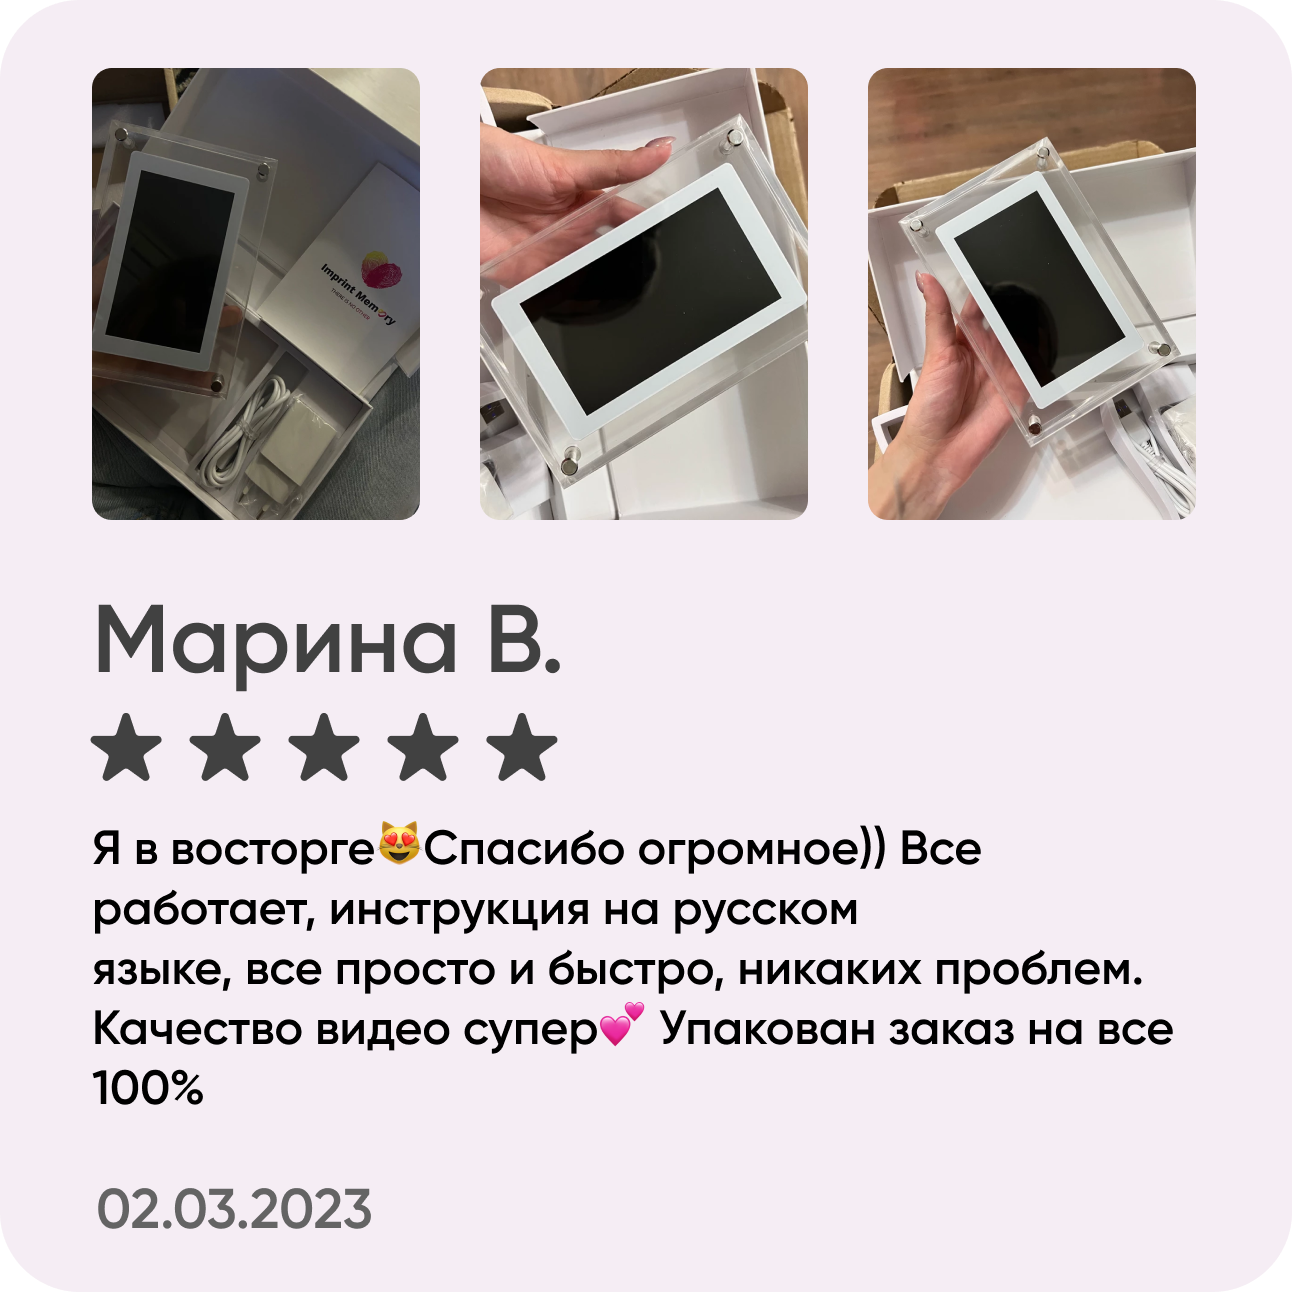 Imprint Memory
THERE IS NO OTHER
Марина В.
Я в восторге😻Спасибо огромное)) Все
работает, инструкция на русском
языке, все просто и быстро, никаких проблем.
Качество видео супер💕 Упакован заказ на все
100%
02.03.2023